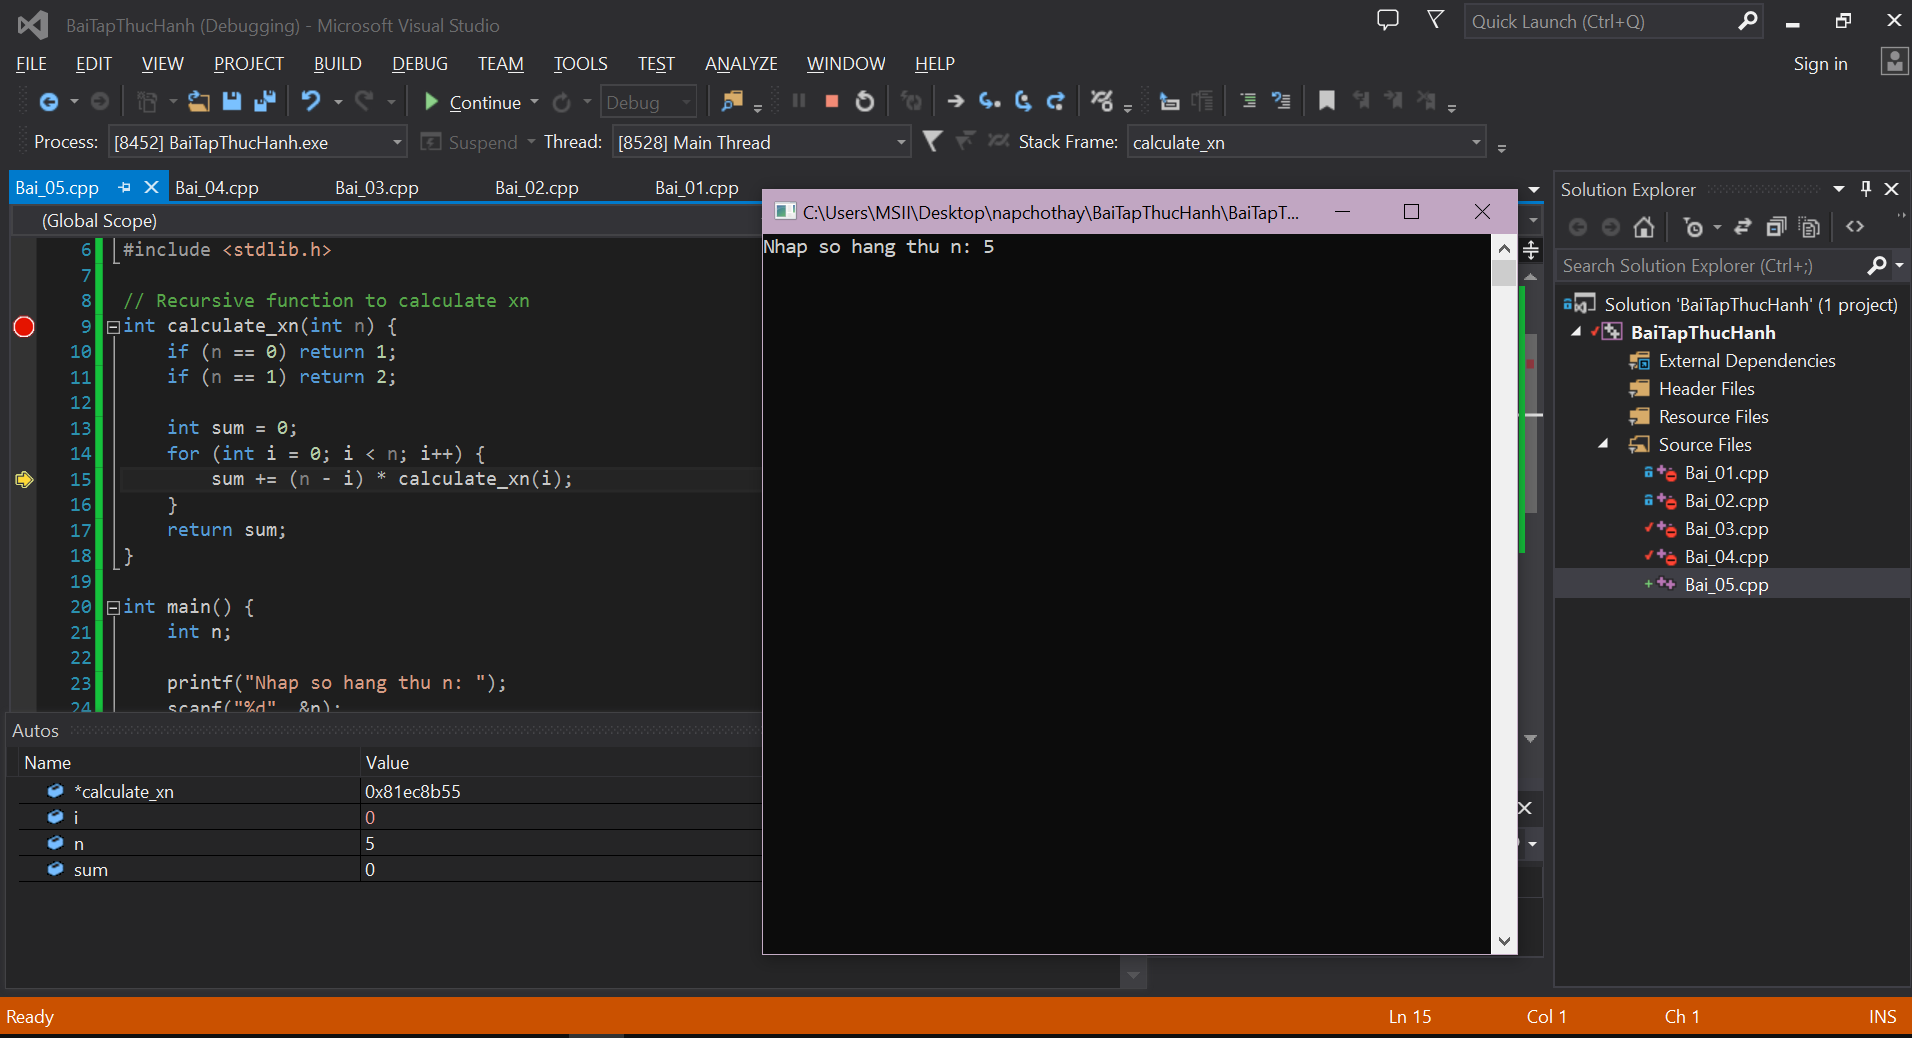 BaiTapThucHanh (Debugging) - Microsoft Visual Studio
Quick Launch (Ctrl+Q)
FILE EDIT VIEW PROJECT BUILD DEBUG TEAM TOOLS TEST ANALYZE WINDOW HELP
Sign in
Continue Debug
Process: [8452] BaiTapThucHanh.exe Suspend Thread: [8528] Main Thread Stack Frame: calculate_xn
Bai_05.cpp Bai_04.cpp Bai_03.cpp Bai_02.cpp Bai_01.cpp
(Global Scope)
6 #include <stdlib.h>
7
8 // Recursive function to calculate xn
9 int calculate_xn(int n) {
10 if (n == 0) return 1;
11 if (n == 1) return 2;
12
13 int sum = 0;
14 for (int i = 0; i < n; i++) {
15 sum += (n - i) * calculate_xn(i);
16 }
17 return sum;
18 }
19
20 int main() {
21 int n;
22
23 printf("Nhap so hang thu n: ");
24 scanf("%d", &n);
C:\Users\MSII\Desktop\napchothay\BaiTapThucHanh\BaiTapT...
Nhap so hang thu n: 5
Autos
Name Value
*calculate_xn 0x81ec8b55
i 0
n 5
sum 0
Solution Explorer
Search Solution Explorer (Ctrl+;)
Solution 'BaiTapThucHanh' (1 project)
BaiTapThucHanh
External Dependencies
Header Files
Resource Files
Source Files
Bai_01.cpp
Bai_02.cpp
Bai_03.cpp
Bai_04.cpp
Bai_05.cpp
Ready Ln 15 Col 1 Ch 1 INS